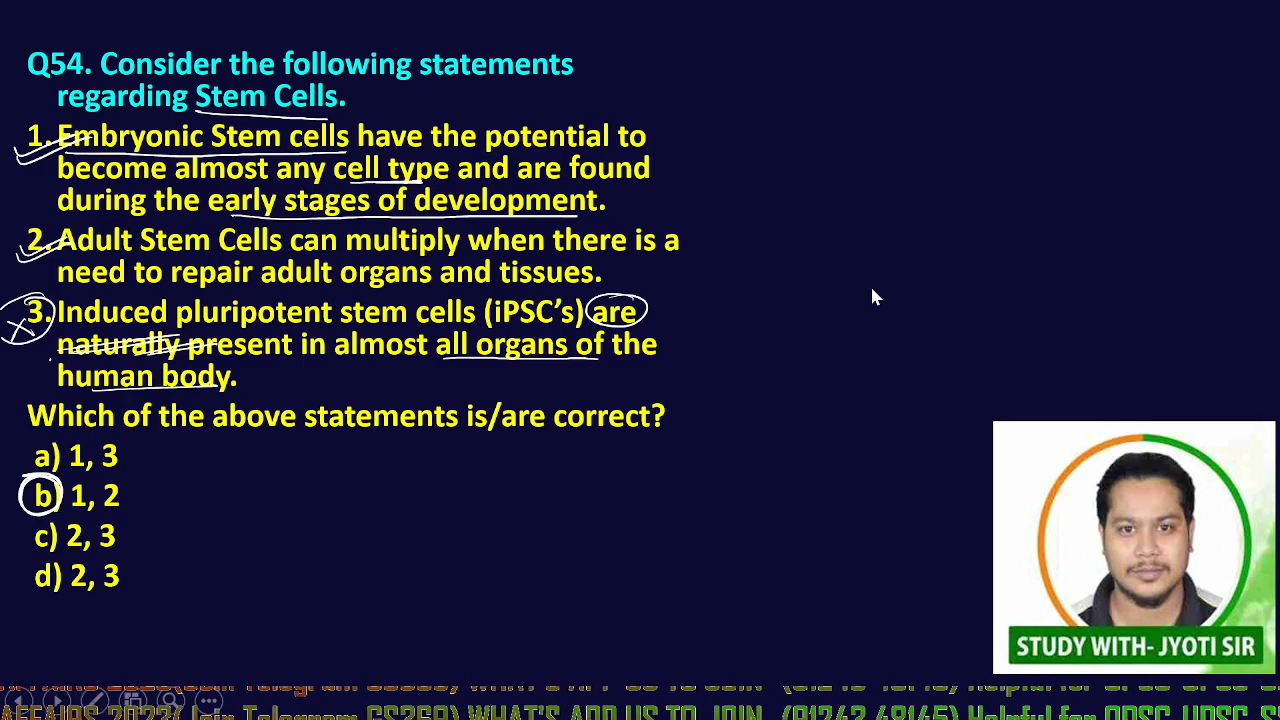 Q54. Consider the following statements
regarding Stem Cells.
1. Embryonic Stem cells have the potential to
become almost any cell type and are found
during the early stages of development.
2. Adult Stem Cells can multiply when there is a
need to repair adult organs and tissues.
3. Induced pluripotent stem cells (iPSC's) are
naturally present in almost all organs of the
human body.
Which of the above statements is/are correct?
a) 1, 3
b) 1, 2
c) 2, 3
d) 2, 3
STUDY WITH- JYOTI SIR